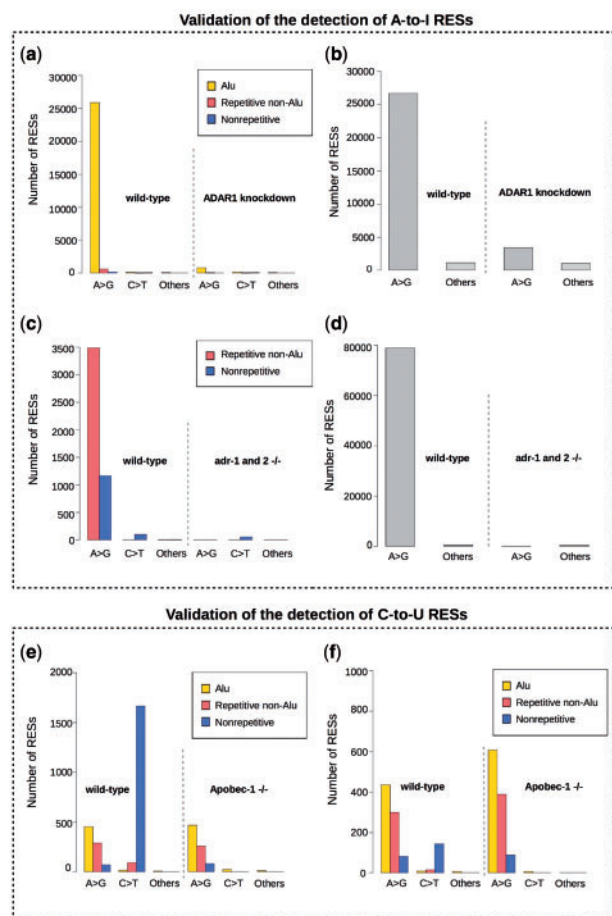 Validation of the detection of A-to-I RESs
(a)
Number of RESs
30000
25000
20000
15000
10000
5000
0
Alu
Repetitive non-Alu
Nonrepetitive
wild-type
ADAR1 knockdown
A>G
C>T
Others
A>G
C>T
Others
(b)
Number of RESs
30000
25000
20000
15000
10000
5000
0
wild-type
ADAR1 knockdown
A>G
Others
A>G
Others
(c)
Number of RESs
3500
3000
2500
2000
1500
1000
500
0
Repetitive non-Alu
Nonrepetitive
wild-type
adr-1 and 2 -/-
A>G
C>T
Others
A>G
C>T
Others
(d)
Number of RESs
80000
60000
40000
20000
0
wild-type
adr-1 and 2 -/-
A>G
Others
A>G
Others
Validation of the detection of C-to-U RESs
(e)
Number of RESs
2000
1500
1000
500
0
Alu
Repetitive non-Alu
Nonrepetitive
wild-type
Apobec-1 -/-
A>G
C>T
Others
A>G
C>T
Others
(f)
Number of RESs
1000
800
600
400
200
0
Alu
Repetitive non-Alu
Nonrepetitive
wild-type
Apobec-1 -/-
A>G
C>T
Others
A>G
C>T
Others